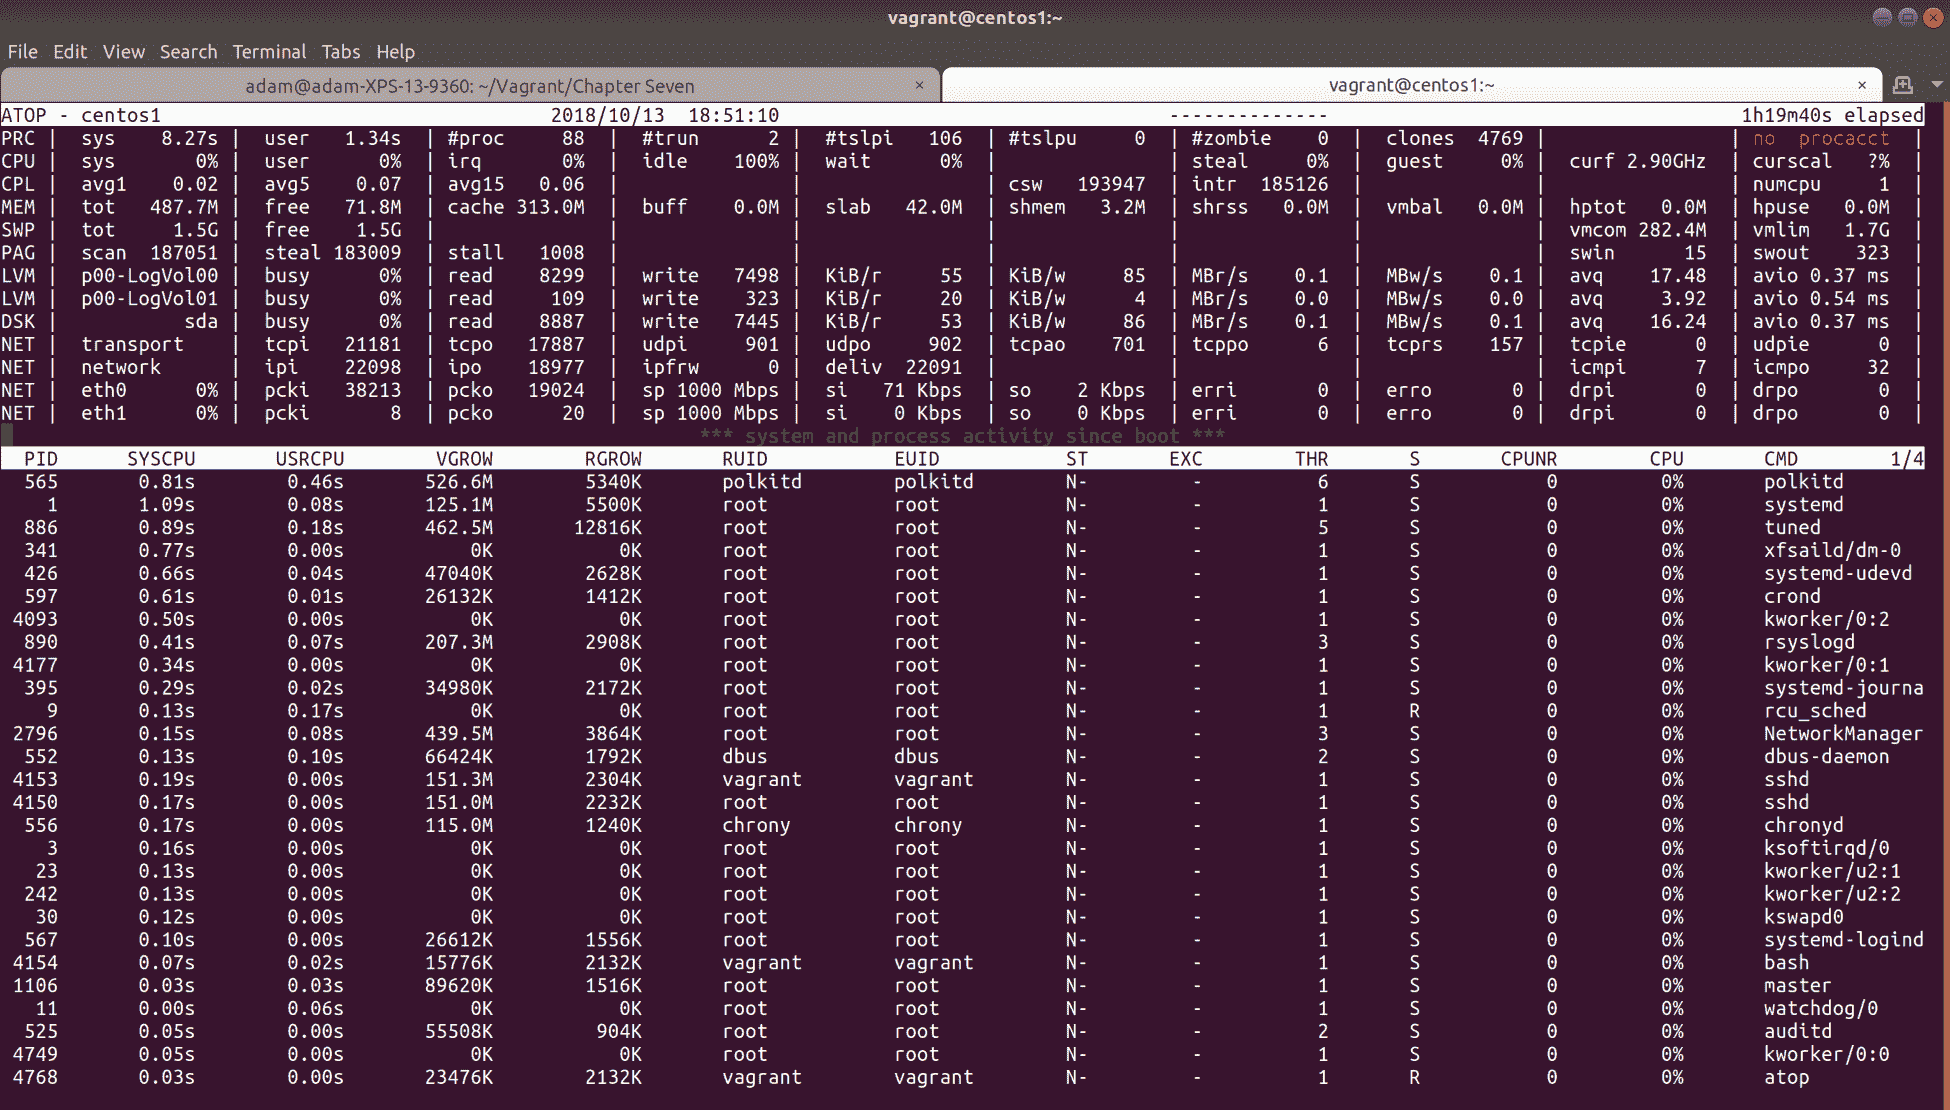 vagrant@centos1:~
File Edit View Search Terminal Tabs Help
adam@adam-XPS-13-9360: ~/Vagrant/Chapter Seven × vagrant@centos1:~ ×
ATOP - centos1 2018/10/13 18:51:10 -------------- 1h19m40s elapsed
PRC | sys 8.27s | user 1.34s | #proc 88 | #trun 2 | #tslpi 106 | #tslpu 0 | #zombie 0 | clones 4769 | | no procacct |
CPU | sys 0% | user 0% | irq 0% | idle 100% | wait 0% | | steal 0% | guest 0% | curf 2.90GHz | curscal ?% |
CPL | avg1 0.02 | avg5 0.07 | avg15 0.06 | | | csw 193947 | intr 185126 | | | numcpu 1 |
MEM | tot 487.7M | free 71.8M | cache 313.0M | buff 0.0M | slab 42.0M | shmem 3.2M | shrss 0.0M | vmbal 0.0M | hptot 0.0M | hpuse 0.0M |
SWP | tot 1.5G | free 1.5G | | | | | | | vmcom 282.4M | vmlim 1.7G |
PAG | scan 187051 | steal 183009 | stall 1008 | | | | | | swin 15 | swout 323 |
LVM | p00-LogVol00 | busy 0% | read 8299 | write 7498 | KiB/r 55 | KiB/w 85 | MBr/s 0.1 | MBw/s 0.1 | avq 17.48 | avio 0.37 ms |
LVM | p00-LogVol01 | busy 0% | read 109 | write 323 | KiB/r 20 | KiB/w 4 | MBr/s 0.0 | MBw/s 0.0 | avq 3.92 | avio 0.54 ms |
DSK | sda | busy 0% | read 8887 | write 7445 | KiB/r 53 | KiB/w 86 | MBr/s 0.1 | MBw/s 0.1 | avq 16.24 | avio 0.37 ms |
NET | transport | tcpi 21181 | tcpo 17887 | udpi 901 | udpo 902 | tcpao 701 | tcppo 6 | tcprs 157 | tcpie 0 | udpie 0 |
NET | network | ipi 22098 | ipo 18977 | ipfrw 0 | deliv 22091 | | | | icmpi 7 | icmpo 32 |
NET | eth0 0% | pcki 38213 | pcko 19024 | sp 1000 Mbps | si 71 Kbps | so 2 Kbps | erri 0 | erro 0 | drpi 0 | drpo 0 |
NET | eth1 0% | pcki 8 | pcko 20 | sp 1000 Mbps | si 0 Kbps | so 0 Kbps | erri 0 | erro 0 | drpi 0 | drpo 0 |
*** system and process activity since boot ***
PID SYSCPU USRCPU VGROW RGROW RUID EUID ST EXC THR S CPUNR CPU CMD 1/4
565 0.81s 0.46s 526.6M 5340K polkitd polkitd N- - 6 S 0 0% polkitd
1 1.09s 0.08s 125.1M 5500K root root N- - 1 S 0 0% systemd
886 0.89s 0.18s 462.5M 12816K root root N- - 5 S 0 0% tuned
341 0.77s 0.00s 0K 0K root root N- - 1 S 0 0% xfsaild/dm-0
426 0.66s 0.04s 47040K 2628K root root N- - 1 S 0 0% systemd-udevd
597 0.61s 0.01s 26132K 1412K root root N- - 1 S 0 0% crond
4093 0.50s 0.00s 0K 0K root root N- - 1 S 0 0% kworker/0:2
890 0.41s 0.07s 207.3M 2908K root root N- - 3 S 0 0% rsyslogd
4177 0.34s 0.00s 0K 0K root root N- - 1 S 0 0% kworker/0:1
395 0.29s 0.02s 34980K 2172K root root N- - 1 S 0 0% systemd-journa
9 0.13s 0.17s 0K 0K root root N- - 1 R 0 0% rcu_sched
2796 0.15s 0.08s 439.5M 3864K root root N- - 3 S 0 0% NetworkManager
552 0.13s 0.10s 66424K 1792K dbus dbus N- - 2 S 0 0% dbus-daemon
4153 0.19s 0.00s 151.3M 2304K vagrant vagrant N- - 1 S 0 0% sshd
4150 0.17s 0.00s 151.0M 2232K root root N- - 1 S 0 0% sshd
556 0.17s 0.00s 115.0M 1240K chrony chrony N- - 1 S 0 0% chronyd
3 0.16s 0.00s 0K 0K root root N- - 1 S 0 0% ksoftirqd/0
23 0.13s 0.00s 0K 0K root root N- - 1 S 0 0% kworker/u2:1
242 0.13s 0.00s 0K 0K root root N- - 1 S 0 0% kworker/u2:2
30 0.12s 0.00s 0K 0K root root N- - 1 S 0 0% kswapd0
567 0.10s 0.00s 26612K 1556K root root N- - 1 S 0 0% systemd-logind
4154 0.07s 0.02s 15776K 2132K vagrant vagrant N- - 1 S 0 0% bash
1106 0.03s 0.03s 89620K 1516K root root N- - 1 S 0 0% master
11 0.00s 0.06s 0K 0K root root N- - 1 S 0 0% watchdog/0
525 0.05s 0.00s 55508K 904K root root N- - 2 S 0 0% auditd
4749 0.05s 0.00s 0K 0K root root N- - 1 S 0 0% kworker/0:0
4768 0.03s 0.00s 23476K 2132K vagrant vagrant N- - 1 R 0 0% atop